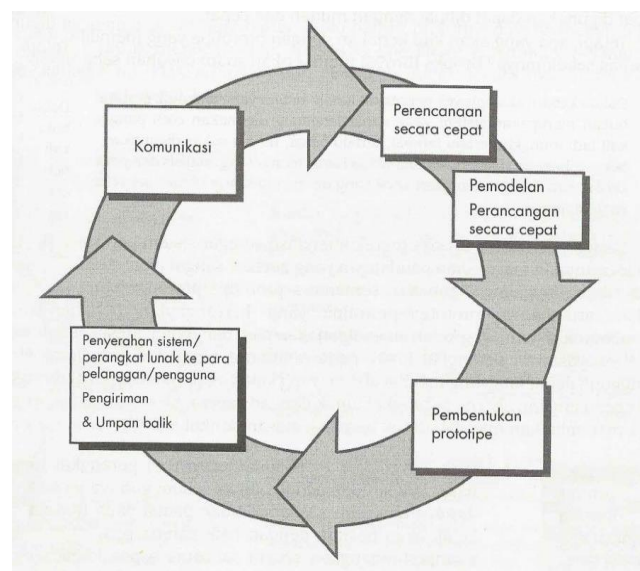 Komunikasi
Perencanaan
secara cepat
Pemodelan
Perancangan
secara cepat
Pembentukan
prototipe
Penyerahan sistem/
perangkat lunak ke para
pelanggan/pengguna
Pengiriman
& Umpan balik